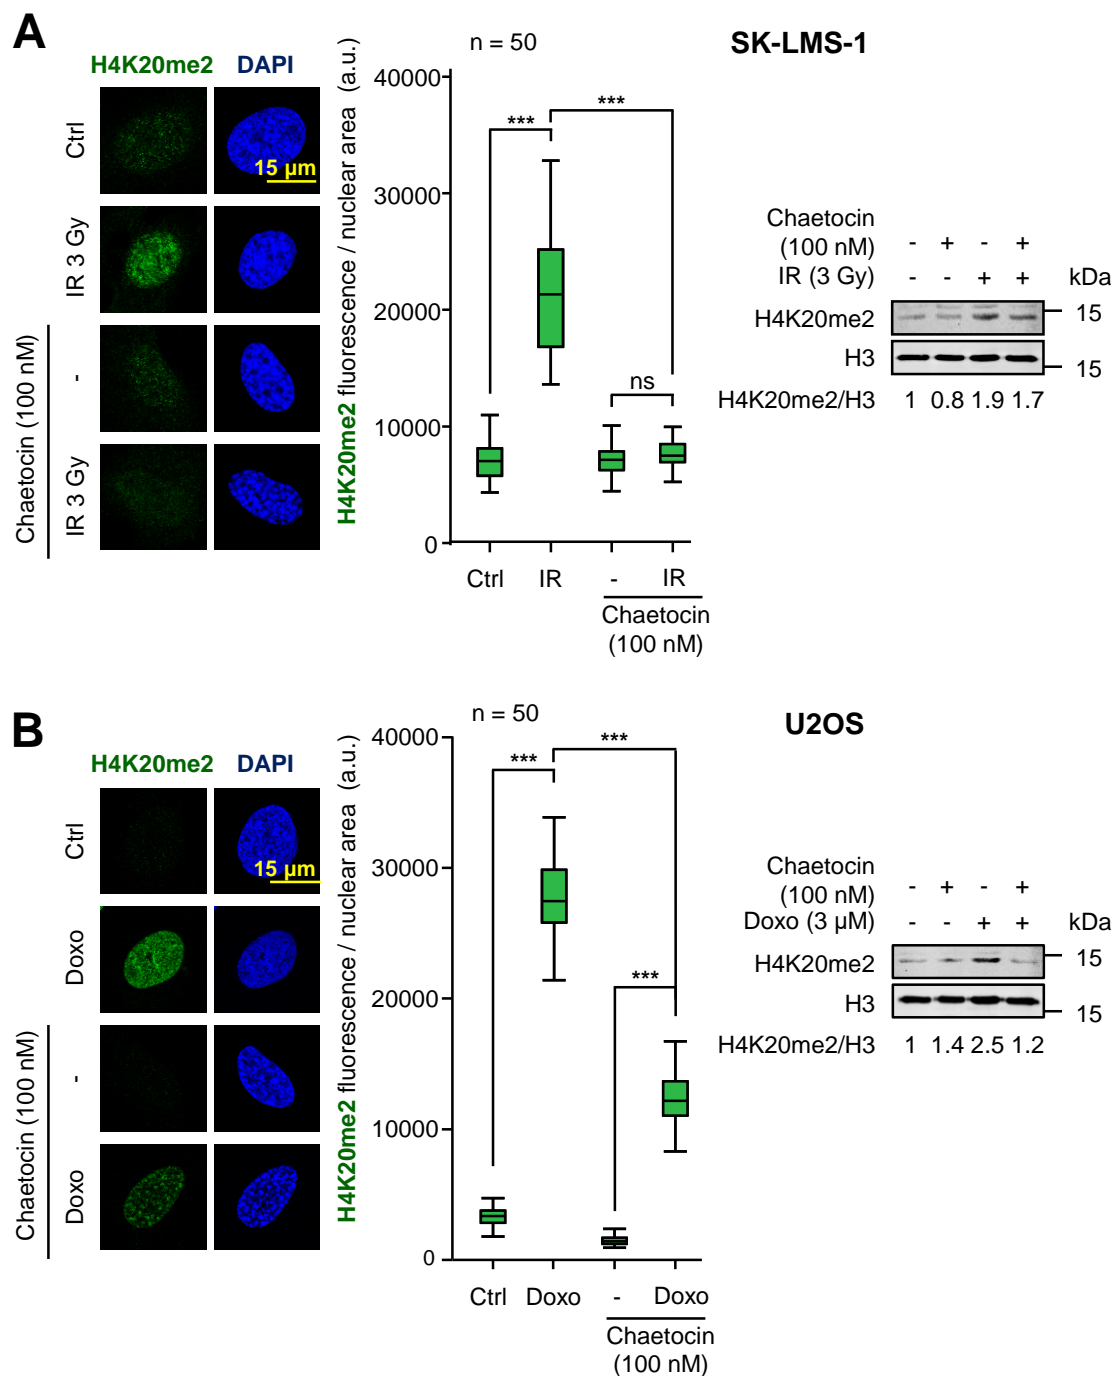 A
SK-LMS-1
n = 50
H4K20me2 DAPI
Ctrl
15 µm
IR 3 Gy
-
IR 3 Gy
Chaetocin (100 nM)
H4K20me2 fluorescence / nuclear area (a.u.)
40000
30000
20000
10000
0
***
***
ns
Ctrl IR - IR
Chaetocin
(100 nM)
Chaetocin
(100 nM) - + - +
IR (3 Gy) - - + + kDa
H4K20me2 15
H3 15
H4K20me2/H3 1 0.8 1.9 1.7
B
U2OS
n = 50
H4K20me2 DAPI
Ctrl
15 µm
Doxo
-
Doxo
Chaetocin (100 nM)
H4K20me2 fluorescence / nuclear area (a.u.)
40000
30000
20000
10000
0
***
***
***
Ctrl Doxo - Doxo
Chaetocin
(100 nM)
Chaetocin
(100 nM) - + - +
Doxo (3 µM) - - + + kDa
H4K20me2 15
H3 15
H4K20me2/H3 1 1.4 2.5 1.2